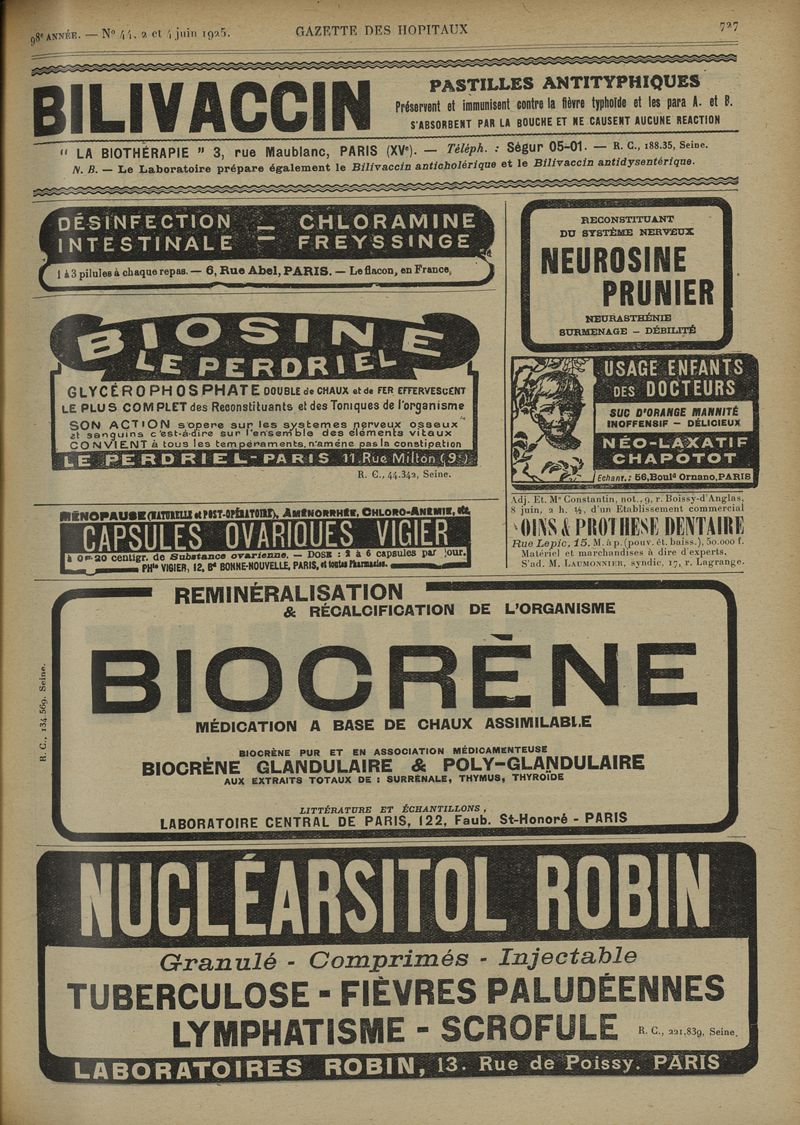 98e ANNÉE. — No 44. 2 et 4 juin 1925.
GAZETTE DES HOPITAUX
727
BILIVACCIN
PASTILLES ANTITYPHIQUES
Préservent et immunisent contre la fièvre typhoïde et les para A. et B.
S'ABSORBENT PAR LA BOUCHE ET NE CAUSENT AUCUNE REACTION
" LA BIOTHÉRAPIE " 3, rue Maublanc, PARIS (XVe). — Téléph. : Ségur 05-01. — R. C., 188.35, Seine.
N. B. — Le Laboratoire prépare également le Bilivaccin anticholérique et le Bilivaccin antidysentérique.
DÉSINFECTION — CHLORAMINE
INTESTINALE — FREYSSINGE
1 à 3 pilules à chaque repas. — 6, Rue Abel, PARIS. — Le flacon, en France,
BIOSINE
LE PERDRIEL
GLYCÉROPHOSPHATE DOUBLE de CHAUX et de FER EFFERVESCENT
LE PLUS COMPLET des Reconstituants et des Toniques de l'organisme
SON ACTION s'opere sur les systemes nerveux osseux
et sanguins c'est-à-dire sur l'ensemble des éléments vitaux
CONVIENT à tous les tempéraments, n'améne pas la constipation
LE PERDRIEL-PARIS 11. Rue Milton (9e)
R. C., 44.342, Seine.
MÉNOPAUSE (NATURELLE et POST-OPÉRATOIRE), AMÉNORRHÉE, CHLORO-ANÉMIE, etc.
CAPSULES OVARIQUES VIGIER
à 0gr 20 centigr. de Substance ovarienne. — DOSE : 2 à 6 capsules par jour.
PHie VIGIER, 12, Bd BONNE-NOUVELLE, PARIS, et toutes Pharmacies.
RECONSTITUANT
DU SYSTÈME NERVEUX
NEUROSINE
PRUNIER
NEURASTHÉNIE
SURMENAGE – DÉBILITÉ
USAGE ENFANTS
DES DOCTEURS
SUC D'ORANGE MANNITÉ
INOFFENSIF – DÉLICIEUX
NÉO-LAXATIF
CHAPOTOT
Échant.: 56, Boulᵈ Ornano, PARIS
Adj. Et. Me Constantin, not., 9, r. Boissy-d'Anglas,
8 juin, 2 h. ½, d'un Etablissement commercial
SOINS & PROTHESE DENTAIRE
Rue Lepic, 15. M. à p. (pouv. êt. baiss.), 50.000 f.
Matériel et marchandises à dire d'experts.
S'ad. M. LAUMONNIER, syndic, 17, r. Lagrange.
REMINÉRALISATION
& RÉCALCIFICATION DE L'ORGANISME
BIOCRÈNE
MÉDICATION A BASE DE CHAUX ASSIMILABLE
BIOCRÈNE PUR ET EN ASSOCIATION MÉDICAMENTEUSE
BIOCRÈNE GLANDULAIRE & POLY-GLANDULAIRE
AUX EXTRAITS TOTAUX DE : SURRÉNALE, THYMUS, THYROÏDE
LITTÉRATURE ET ÉCHANTILLONS,
LABORATOIRE CENTRAL DE PARIS, 122, Faub. St-Honoré - PARIS
R. C., 134.569. Seine.
NUCLÉARSITOL ROBIN
Granulé - Comprimés - Injectable
TUBERCULOSE - FIÈVRES PALUDÉENNES
LYMPHATISME - SCROFULE
R. C., 221.839, Seine.
LABORATOIRES ROBIN, 13. Rue de Poissy. PARIS